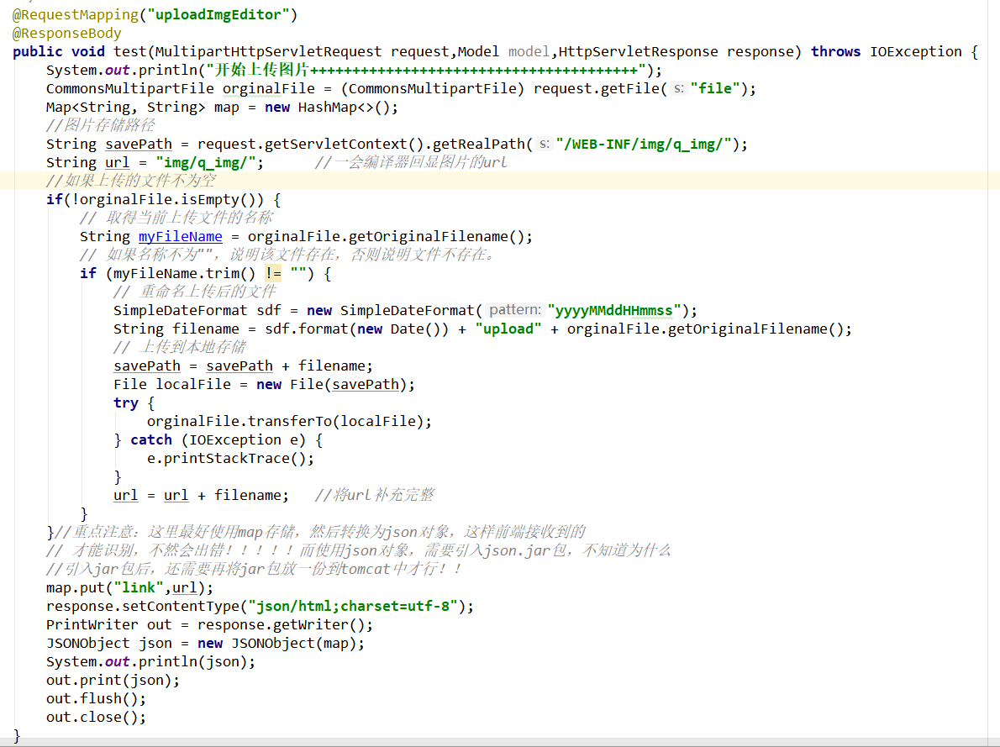 @RequestMapping("uploadImgEditor")
@ResponseBody
public void test(MultipartHttpServletRequest request,Model model,HttpServletResponse response) throws IOException {
System.out.println("开始上传图片+++++++++++++++++++++++++++++++++++++++");
CommonsMultipartFile orginalFile = (CommonsMultipartFile) request.getFile( s: "file");
Map<String, String> map = new HashMap<>();
//图片存储路径
String savePath = request.getServletContext().getRealPath( s: "/WEB-INF/img/q_img/");
String url = "img/q_img/"; //一会编译器回显图片的url
//如果上传的文件不为空
if(!orginalFile.isEmpty()) {
// 取得当前上传文件的名称
String myFileName = orginalFile.getOriginalFilename();
// 如果名称不为"", 说明该文件存在, 否则说明文件不存在。
if (myFileName.trim() != "") {
// 重命名上传后的文件
SimpleDateFormat sdf = new SimpleDateFormat( pattern: "yyyyMMddHHmmss");
String filename = sdf.format(new Date()) + "upload" + orginalFile.getOriginalFilename();
// 上传到本地存储
savePath = savePath + filename;
File localFile = new File(savePath);
try {
orginalFile.transferTo(localFile);
} catch (IOException e) {
e.printStackTrace();
}
url = url + filename; //将url补充完整
}
}//重点注意：这里最好使用map存储，然后转换为json对象，这样前端接收到的
// 才能识别，不然会出错！！！！！而使用json对象，需要引入json.jar包，不知道为什么
//引入jar包后，还需要再将jar包放一份到tomcat中才行！！
map.put("link",url);
response.setContentType("json/html;charset=utf-8");
PrintWriter out = response.getWriter();
JSONObject json = new JSONObject(map);
System.out.println(json);
out.print(json);
out.flush();
out.close();
}